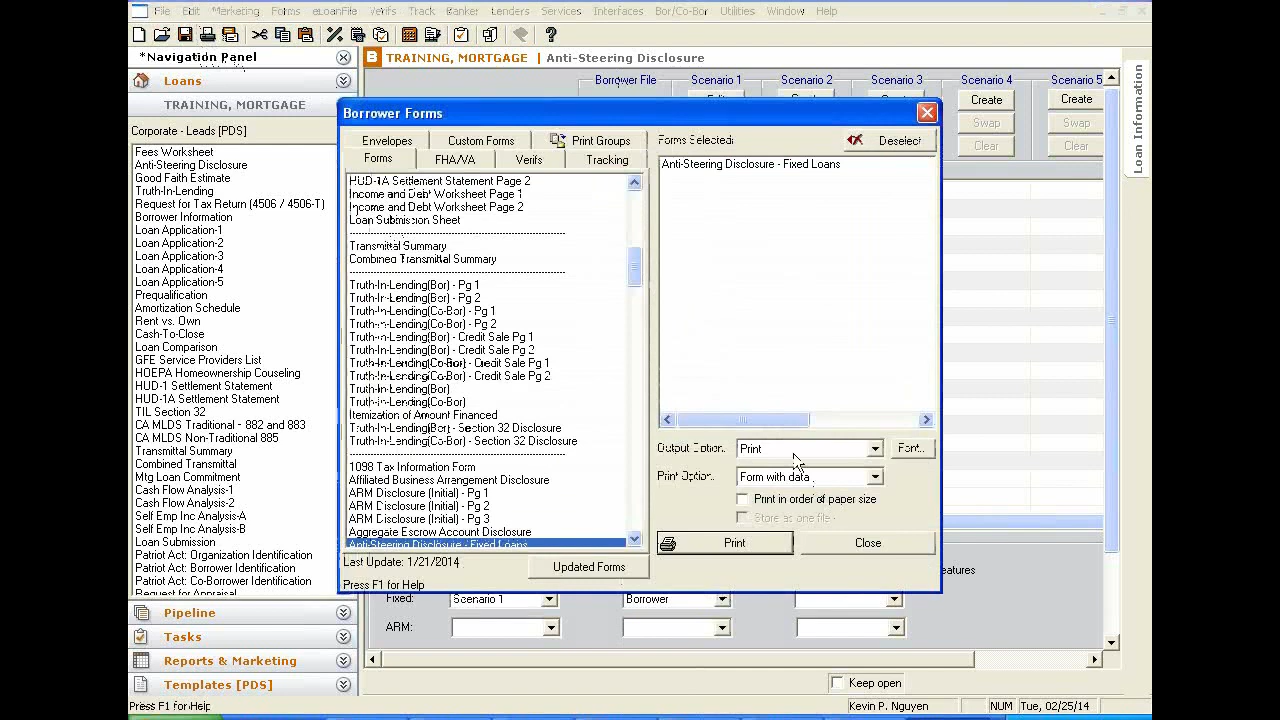 File Edit Marketing Forms eLoanFile Verifs Track Banker Lenders Services Interfaces Bor/Co-Bor Utilities Window Help
*Navigation Panel
B TRAINING, MORTGAGE | Anti-Steering Disclosure
Loans
TRAINING, MORTGAGE
Corporate - Leads [PDS]
Fees Worksheet
Anti-Steering Disclosure
Good Faith Estimate
Truth-In-Lending
Request for Tax Return (4506 / 4506-T)
Borrower Information
Loan Application-1
Loan Application-2
Loan Application-3
Loan Application-4
Loan Application-5
Prequalification
Amortization Schedule
Rent vs. Own
Cash-To-Close
Loan Comparison
GFE Service Providers List
HOEPA Homeownership Couseling
HUD-1 Settlement Statement
HUD-1A Settlement Statement
TIL Section 32
CA MLDS Traditional - 882 and 883
CA MLDS Non-Traditional 885
Transmittal Summary
Combined Transmittal
Mtg Loan Commitment
Cash Flow Analysis-1
Cash Flow Analysis-2
Self Emp Inc Analysis-A
Self Emp Inc Analysis-B
Loan Submission
Patriot Act: Organization Identification
Patriot Act: Borrower Identification
Patriot Act: Co-Borrower Identification
Request for Appraisal
Pipeline
Tasks
Reports & Marketing
Templates [PDS]
Borrower File Scenario 1 Scenario 2 Scenario 3 Scenario 4 Scenario 5
Create Create
Swap Swap
Clear Clear
Loan Information
Borrower Forms
Envelopes Custom Forms Print Groups
Forms FHA/VA Verifs Tracking
HUD-1A Settlement Statement Page 2
Income and Debt Worksheet Page 1
Income and Debt Worksheet Page 2
Loan Submission Sheet
Transmittal Summary
Combined Transmittal Summary
Truth-In-Lending(Bor) - Pg 1
Truth-In-Lending(Bor) - Pg 2
Truth-In-Lending(Co-Bor) - Pg 1
Truth-In-Lending(Co-Bor) - Pg 2
Truth-In-Lending(Bor) - Credit Sale Pg 1
Truth-In-Lending(Bor) - Credit Sale Pg 2
Truth-In-Lending(Co-Bor) - Credit Sale Pg 1
Truth-In-Lending(Co-Bor) - Credit Sale Pg 2
Truth-In-Lending(Bor)
Truth-In-Lending(Co-Bor)
Itemization of Amount Financed
Truth-In-Lending(Bor) - Section 32 Disclosure
Truth-In-Lending(Co-Bor) - Section 32 Disclosure
1098 Tax Information Form
Affiliated Business Arrangement Disclosure
ARM Disclosure (Initial) - Pg 1
ARM Disclosure (Initial) - Pg 2
ARM Disclosure (Initial) - Pg 3
Aggregate Escrow Account Disclosure
Anti-Steering Disclosure - Fixed Loans
Last Update: 1/21/2014 Updated Forms
Press F1 for Help
Forms Selected: Deselect
Anti-Steering Disclosure - Fixed Loans
Output Option: Print Font...
Print Option: Form with data
Print in order of paper size
Store as one file
Print Close
eatures
Fixed: Scenario 1 Borrower
ARM:
Keep open
Press F1 for Help Kevin P. Nguyen NUM Tue, 02/25/14